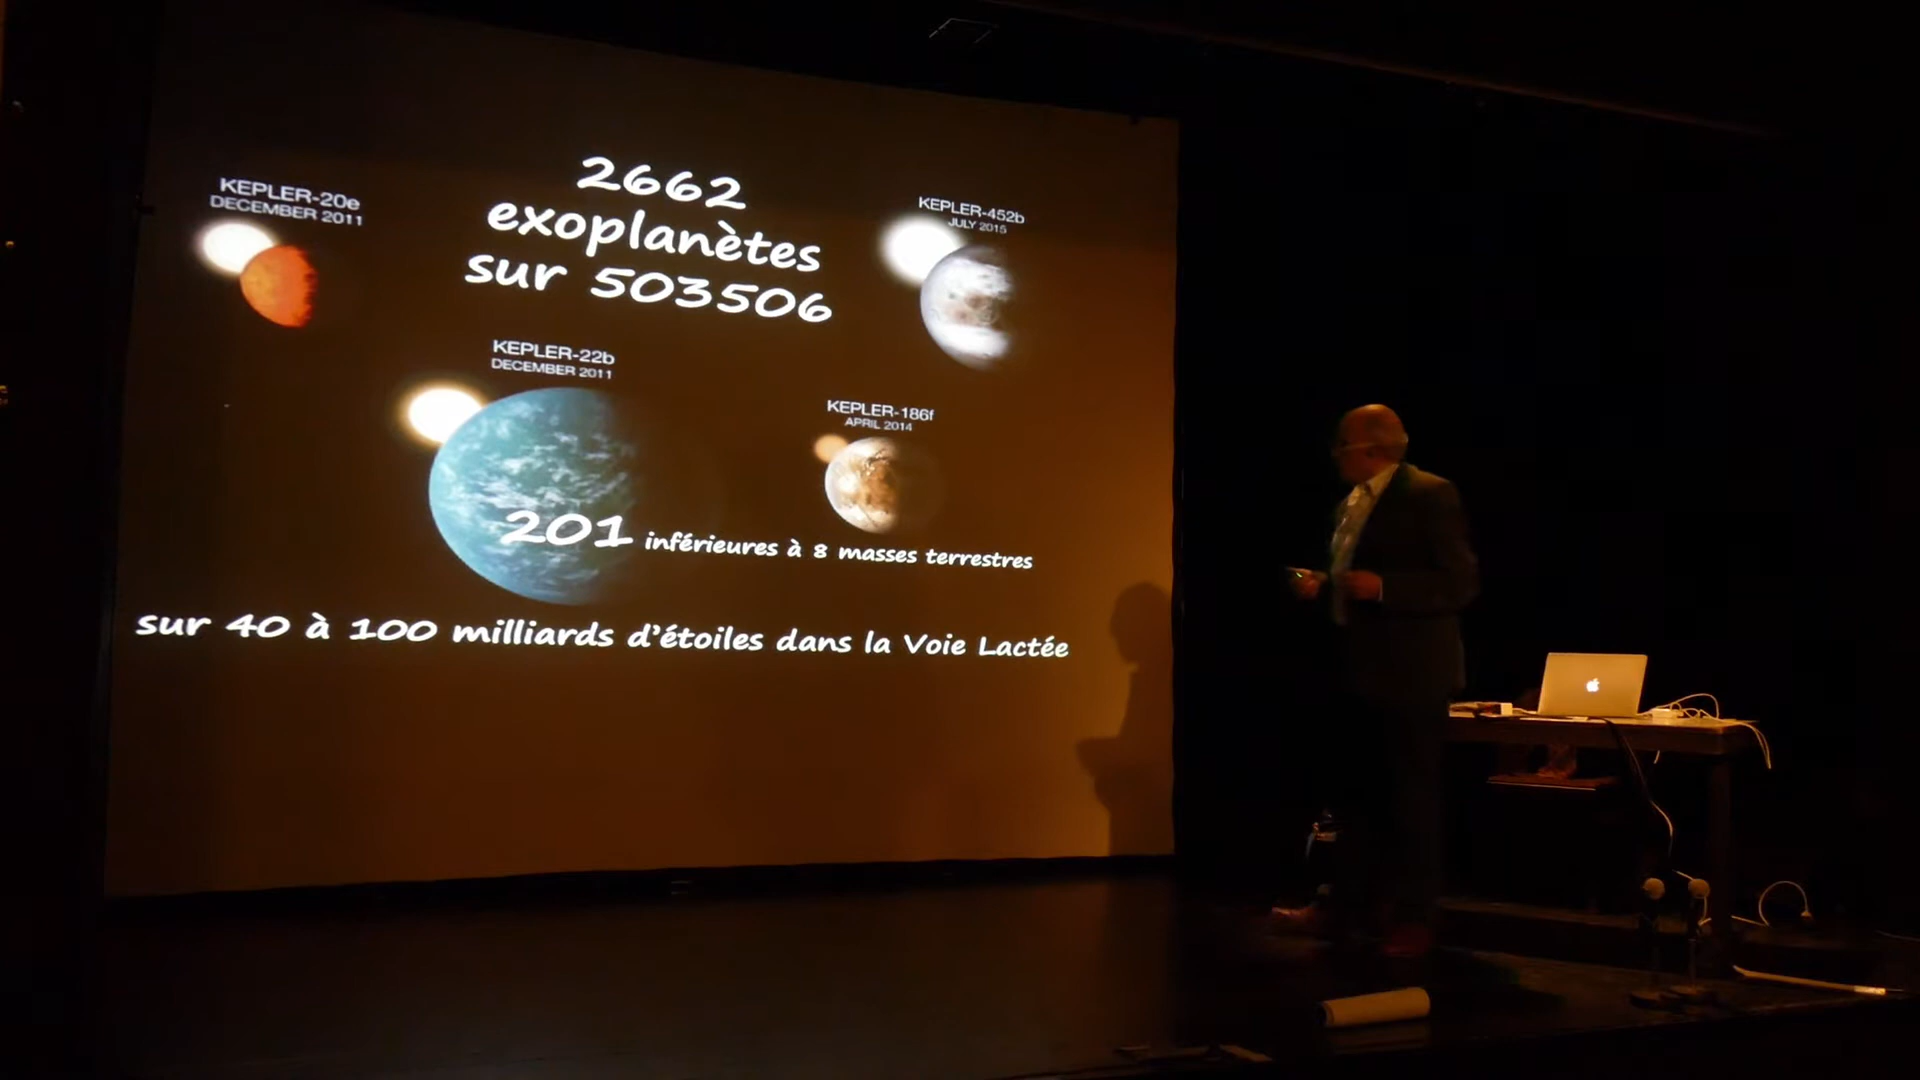 2662
exoplanètes
sur 503506
KEPLER-20e
DECEMBER 2011
KEPLER-452b
JULY 2015
KEPLER-22b
DECEMBER 2011
KEPLER-186f
APRIL 2014
201 inférieures à 8 masses terrestres
sur 40 à 100 milliards d'étoiles dans la Voie Lactée